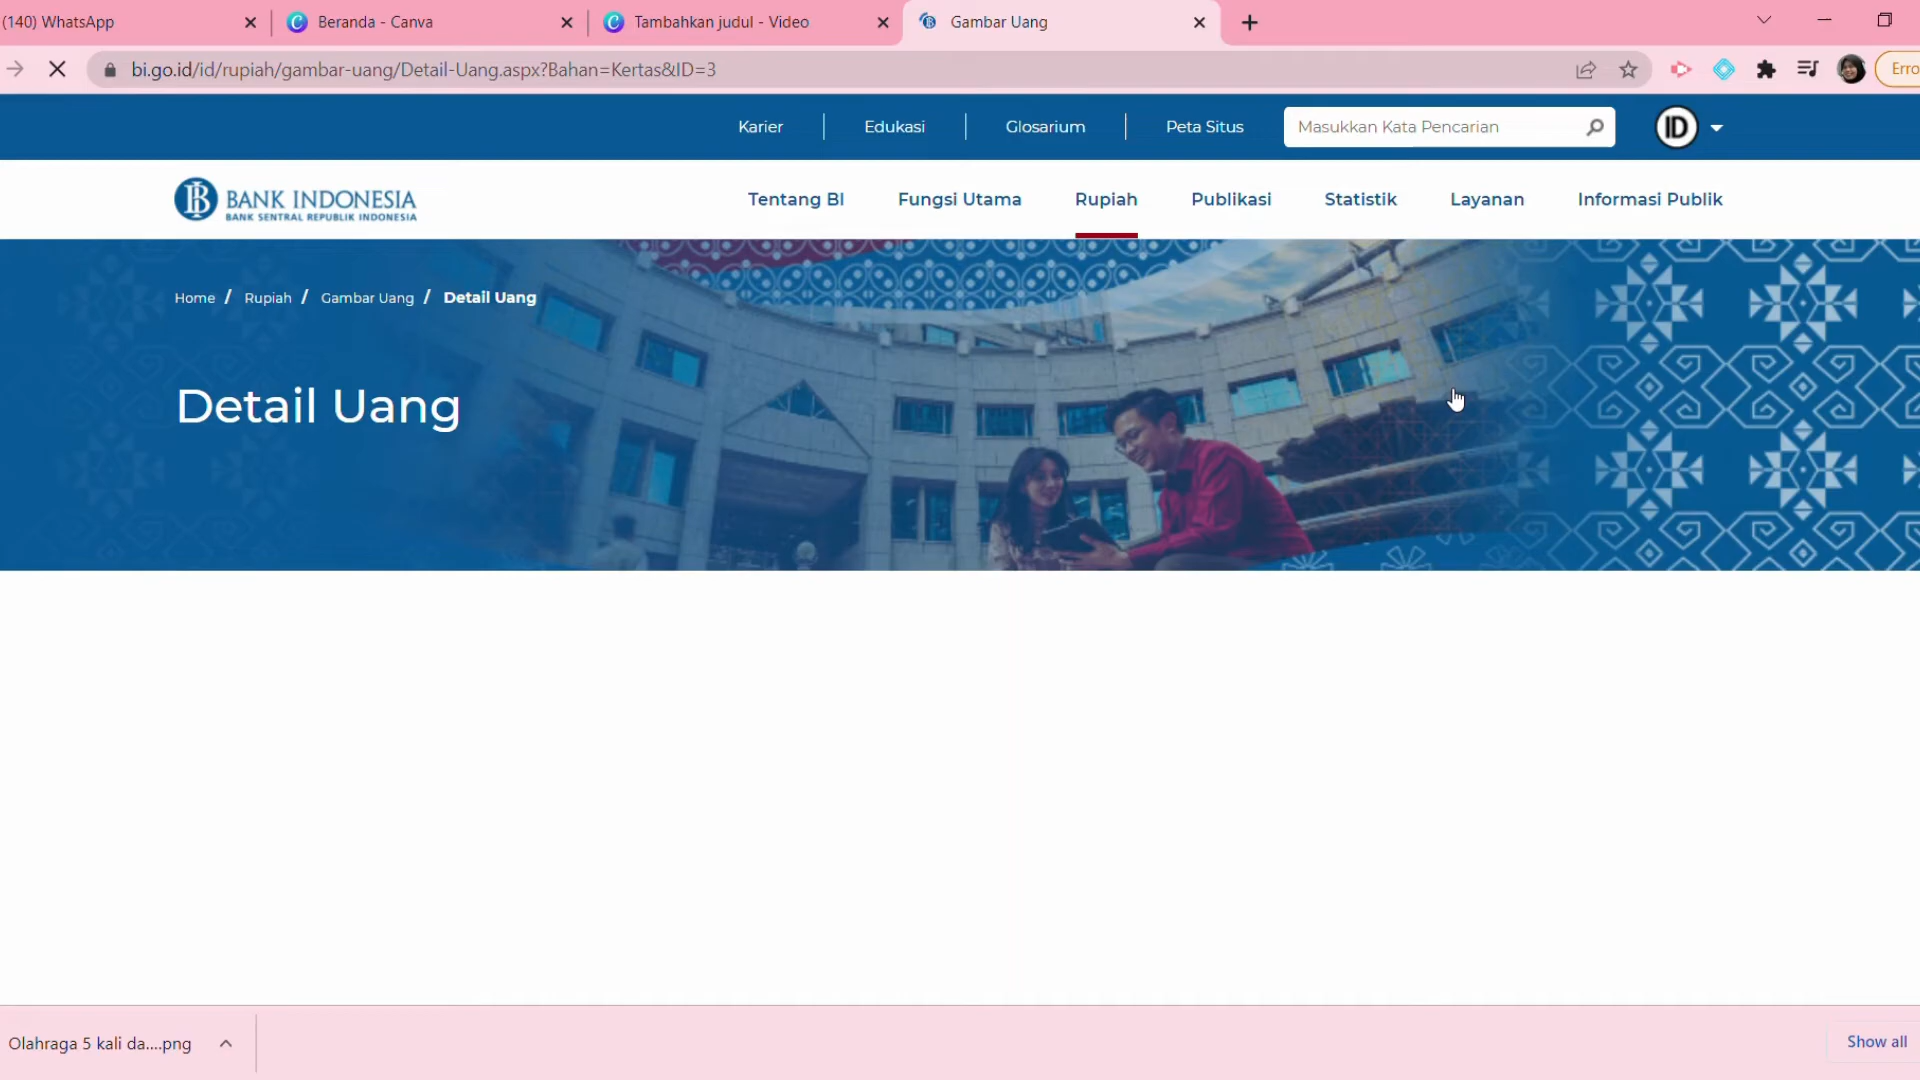 (140) WhatsApp
Beranda - Canva
Tambahkan judul - Video
Gambar Uang
bi.go.id/id/rupiah/gambar-uang/Detail-Uang.aspx?Bahan=Kertas&ID=3
Erro
Karier
Edukasi
Glosarium
Peta Situs
Masukkan Kata Pencarian
ID
BANK INDONESIA
BANK SENTRAL REPUBLIK INDONESIA
Tentang BI
Fungsi Utama
Rupiah
Publikasi
Statistik
Layanan
Informasi Publik
Home / Rupiah / Gambar Uang / Detail Uang
Detail Uang
Olahraga 5 kali da....png
Show all